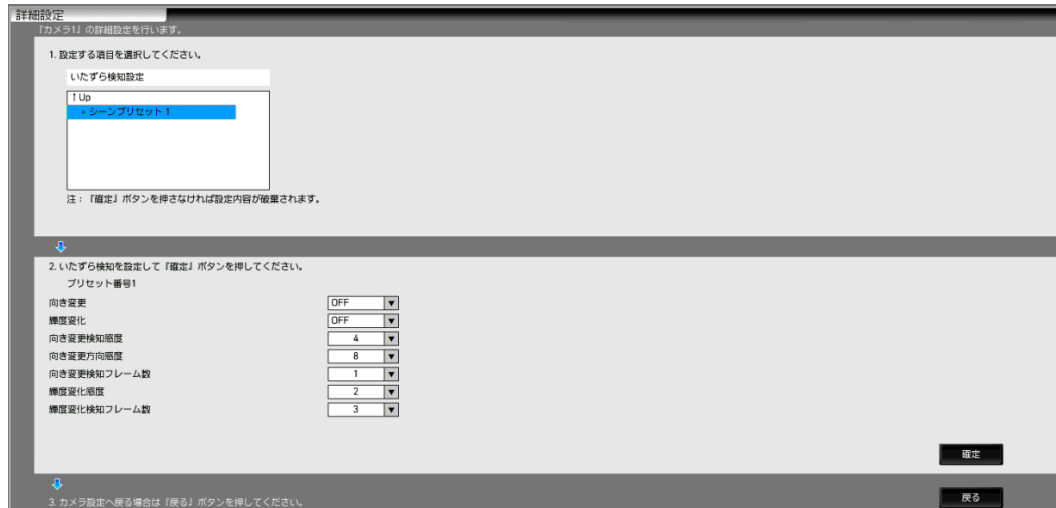 詳細設定
「カメラ1」の詳細設定を行います。
1. 設定する項目を選択してください。
いたずら検知設定
↑Up
+ シーンプリセット1
注：『確定』ボタンを押さなければ設定内容が破棄されます。
2. いたずら検知を設定して『確定』ボタンを押してください。
プリセット番号1
向き変更 OFF
輝度変化 OFF
向き変更検知感度 4
向き変更方向感度 8
向き変更検知フレーム数 1
輝度変化感度 2
輝度変化検知フレーム数 3
確定
3. カメラ設定へ戻る場合は『戻る』ボタンを押してください。
戻る